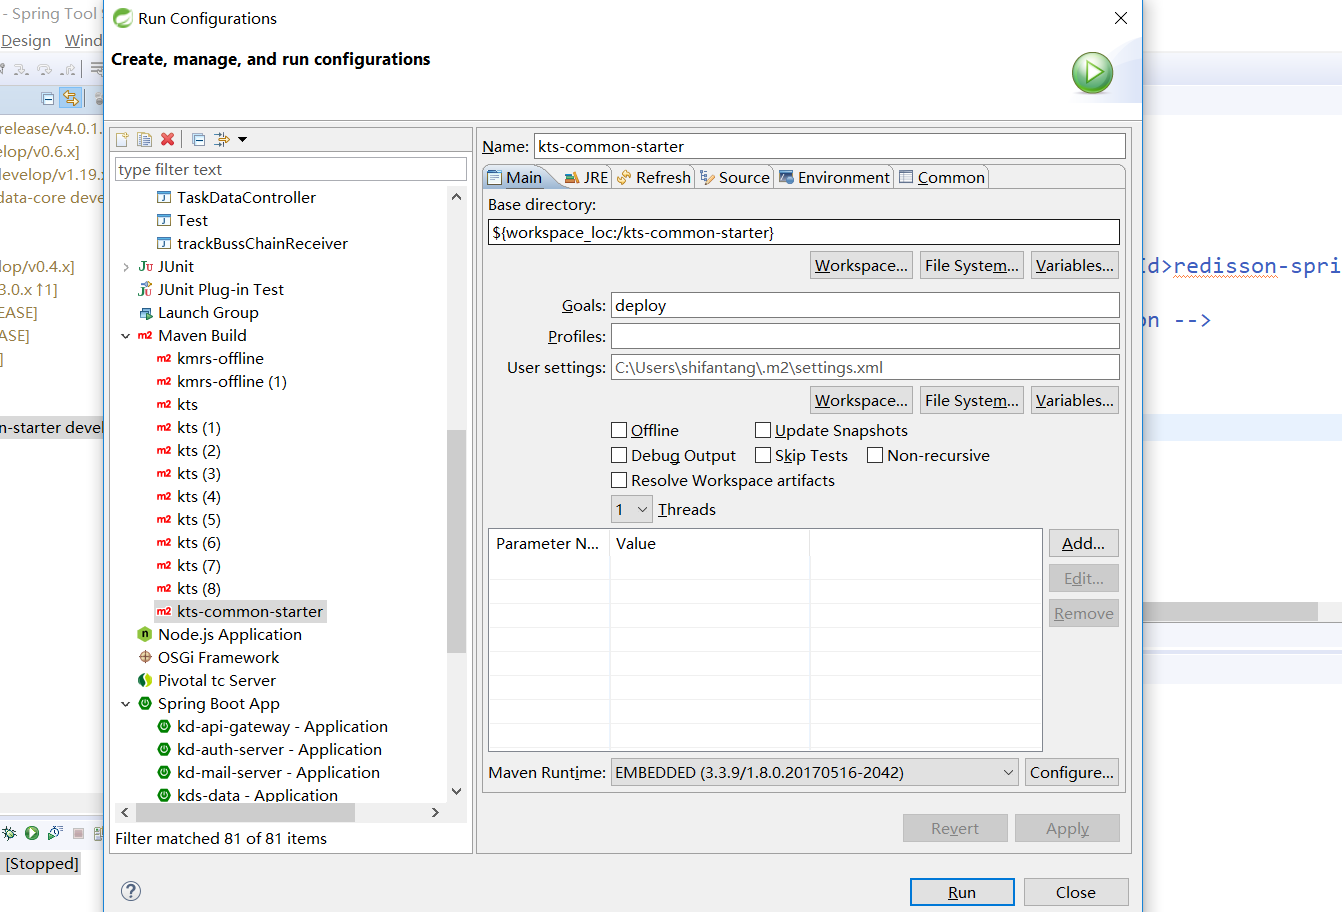 - Spring Tool
Run Configurations
Design Wind
Create, manage, and run configurations
release/v4.0.1.
elop/v0.6.x]
develop/v1.19.x
data-core deve
lop/v0.4.x]
3.0.x ↑1]
EASE]
ASE]
]
n-starter devel
[Stopped]
type filter text
TaskDataController
Test
trackBussChainReceiver
JUnit
JUnit Plug-in Test
Launch Group
Maven Build
kmrs-offline
kmrs-offline (1)
kts
kts (1)
kts (2)
kts (3)
kts (4)
kts (5)
kts (6)
kts (7)
kts (8)
kts-common-starter
Node.js Application
OSGi Framework
Pivotal tc Server
Spring Boot App
kd-api-gateway - Application
kd-auth-server - Application
kd-mail-server - Application
kds-data - Application
Filter matched 81 of 81 items
Name: kts-common-starter
Main JRE Refresh Source Environment Common
Base directory:
${workspace_loc:/kts-common-starter}
Workspace... File System... Variables...
Goals: deploy
Profiles:
User settings: C:\Users\shifantang\.m2\settings.xml
Workspace... File System... Variables...
Offline Update Snapshots
Debug Output Skip Tests Non-recursive
Resolve Workspace artifacts
1 Threads
Parameter N... Value
Add...
Edit...
Remove
Maven Runtime: EMBEDDED (3.3.9/1.8.0.20170516-2042) Configure...
Revert Apply
Run Close
Id>redisson-spri
on -->